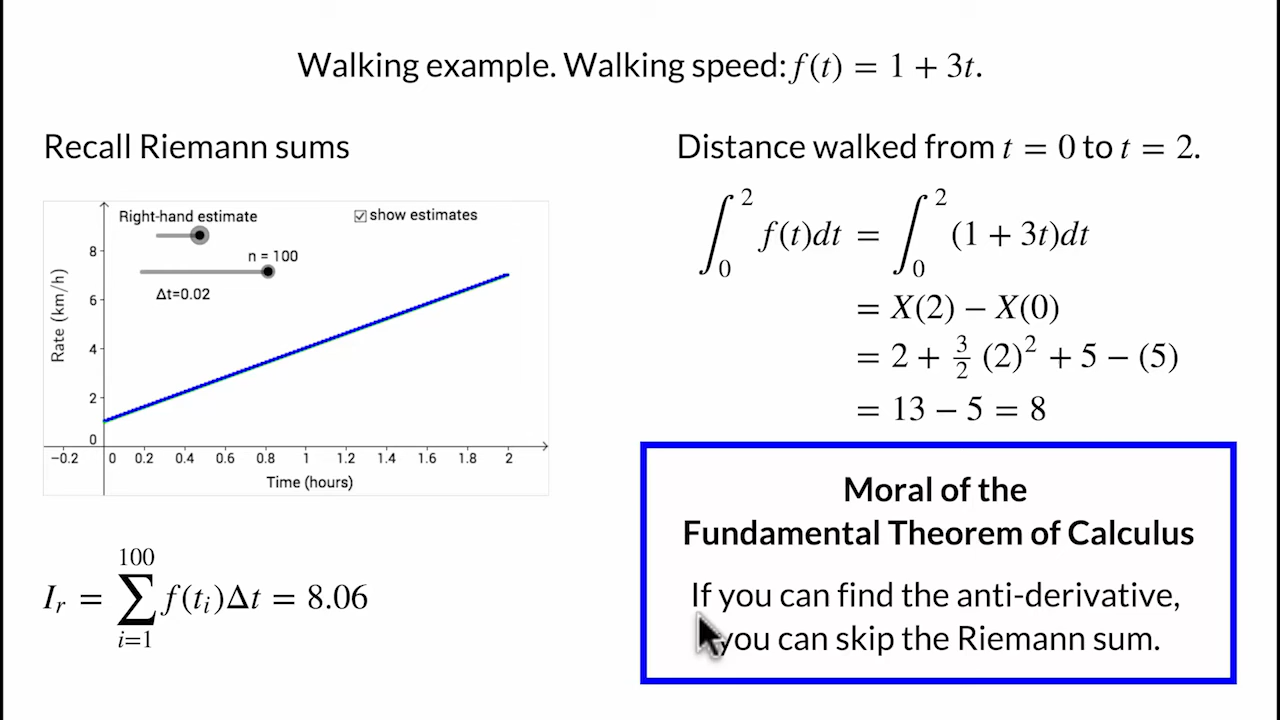 Walking example. Walking speed: f(t) = 1 + 3t.
Recall Riemann sums
Right-hand estimate
show estimates
n = 100
Δt=0.02
8
6
4
2
0
Rate (km/h)
−0.2 0 0.2 0.4 0.6 0.8 1 1.2 1.4 1.6 1.8 2
Time (hours)
I_r = ∑_{i=1}^{100} f(t_i)Δt = 8.06
Distance walked from t = 0 to t = 2.
∫_0^2 f(t)dt = ∫_0^2 (1 + 3t)dt
= X(2) − X(0)
= 2 + 3/2 (2)^2 + 5 − (5)
= 13 − 5 = 8
Moral of the
Fundamental Theorem of Calculus
If you can find the anti-derivative,
you can skip the Riemann sum.